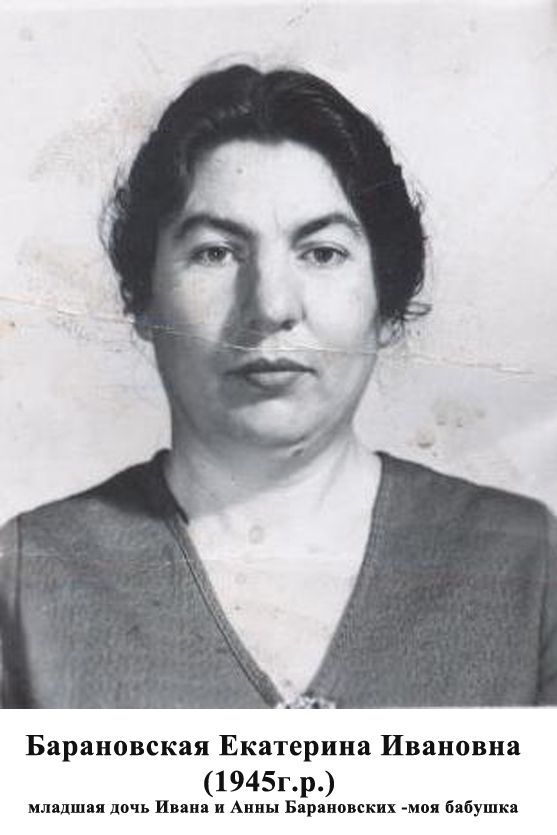 Барановская Екатерина Ивановна
(1945г.р.)
младшая дочь Ивана и Анны Барановских -моя бабушка